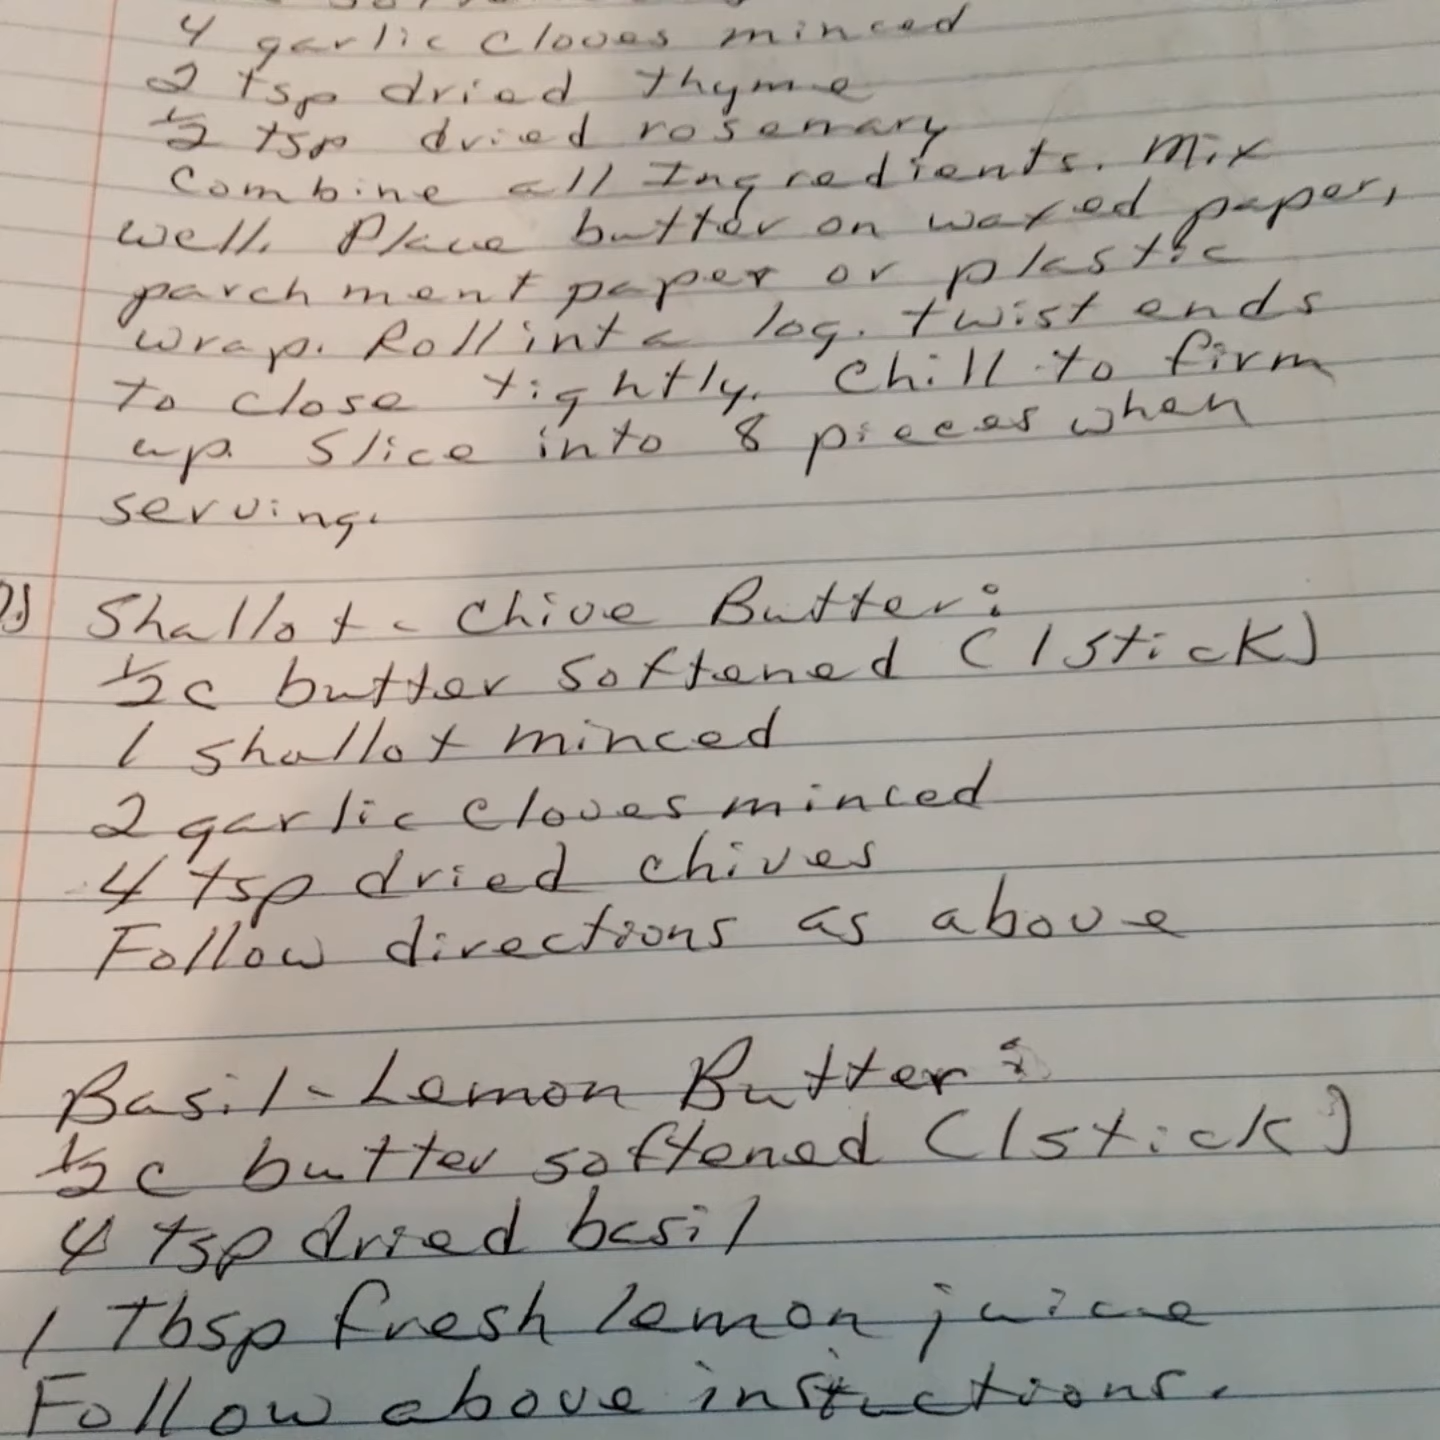 4 garlic cloves minced
2 tsp dried thyme
1/2 tsp dried rosemary
Combine all Ingredients. Mix
well. Place butter on waxed paper,
parchment paper or plastic
wrap. Roll into log. twist ends
to close tightly. Chill to firm
up. Slice into 8 pieces when
serving.
Shallot - Chive Butter:
1/2 c butter softened (1 stick)
1 shallot minced
2 garlic cloves minced
4 tsp dried chives
Follow directions as above
Basil-Lemon Butter:
1/2 c butter softened (1 stick)
4 tsp dried basil
1 Tbsp fresh lemon juice
Follow above instuctions.